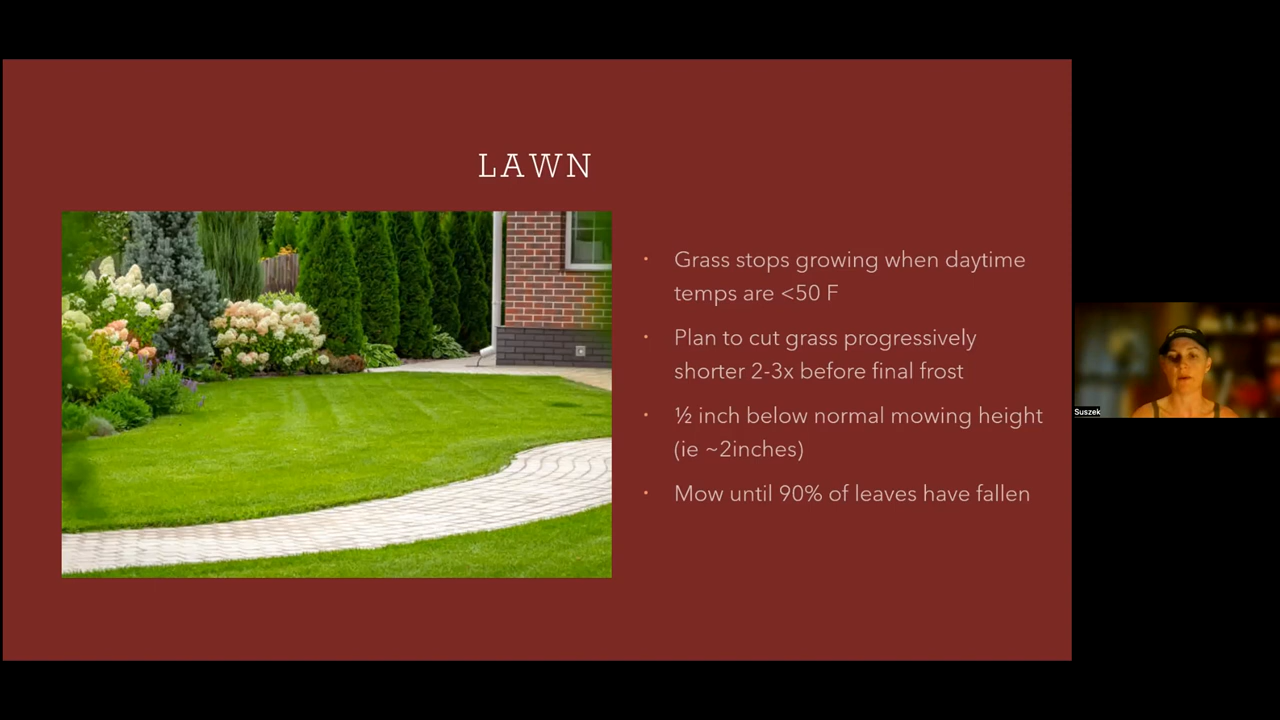 LAWN
• Grass stops growing when daytime
temps are <50 F
• Plan to cut grass progressively
shorter 2-3x before final frost
• ½ inch below normal mowing height
(ie ~2inches)
• Mow until 90% of leaves have fallen
Suszek